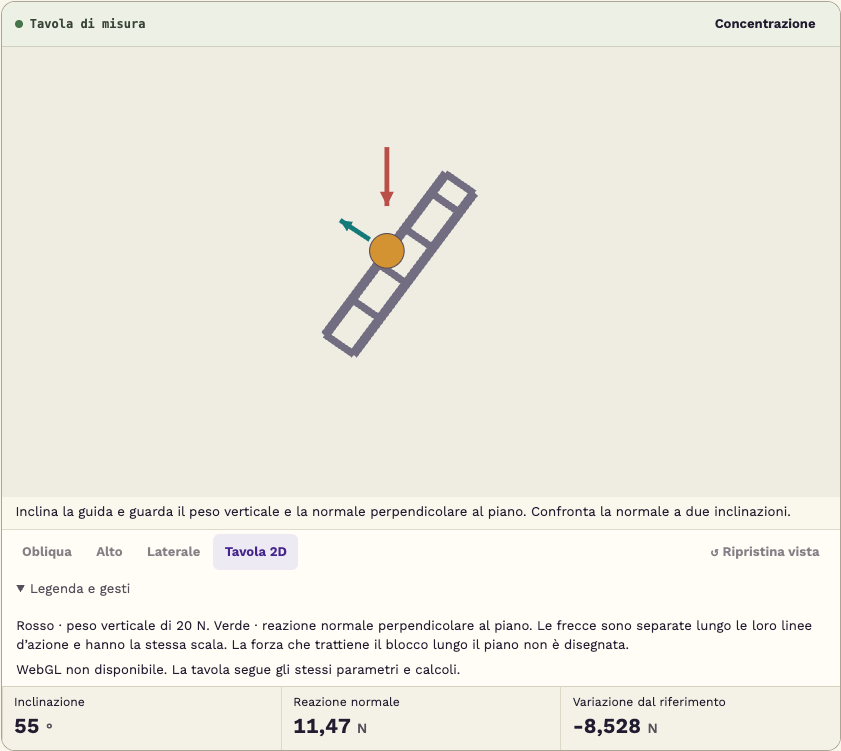 Tavola di misura
Concentrazione
Inclina la guida e guarda il peso verticale e la normale perpendicolare al piano. Confronta la normale a due inclinazioni.
Obliqua Alto Laterale Tavola 2D ↺ Ripristina vista
▼ Legenda e gesti
Rosso · peso verticale di 20 N. Verde · reazione normale perpendicolare al piano. Le frecce sono separate lungo le loro linee
d’azione e hanno la stessa scala. La forza che trattiene il blocco lungo il piano non è disegnata.
WebGL non disponibile. La tavola segue gli stessi parametri e calcoli.
Inclinazione
55 °
Reazione normale
11,47 N
Variazione dal riferimento
-8,528 N